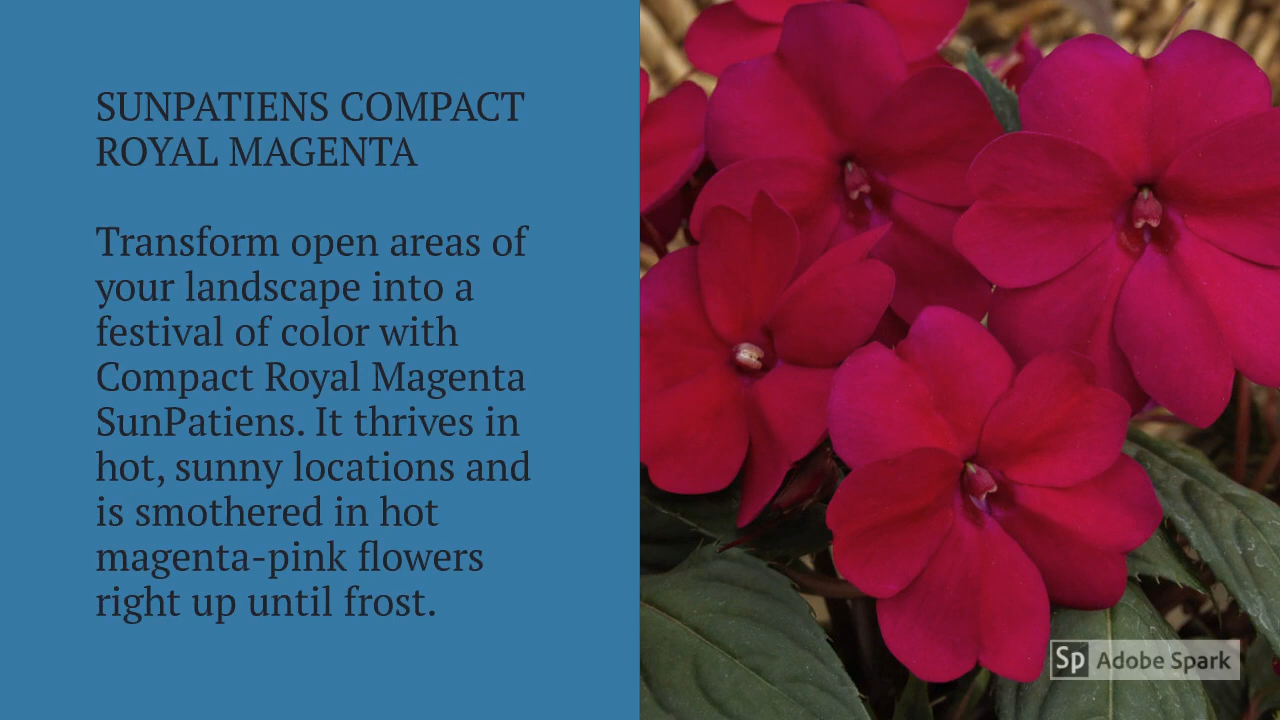 SUNPATIENS COMPACT
ROYAL MAGENTA
Transform open areas of
your landscape into a
festival of color with
Compact Royal Magenta
SunPatiens. It thrives in
hot, sunny locations and
is smothered in hot
magenta-pink flowers
right up until frost.
Sp Adobe Spark